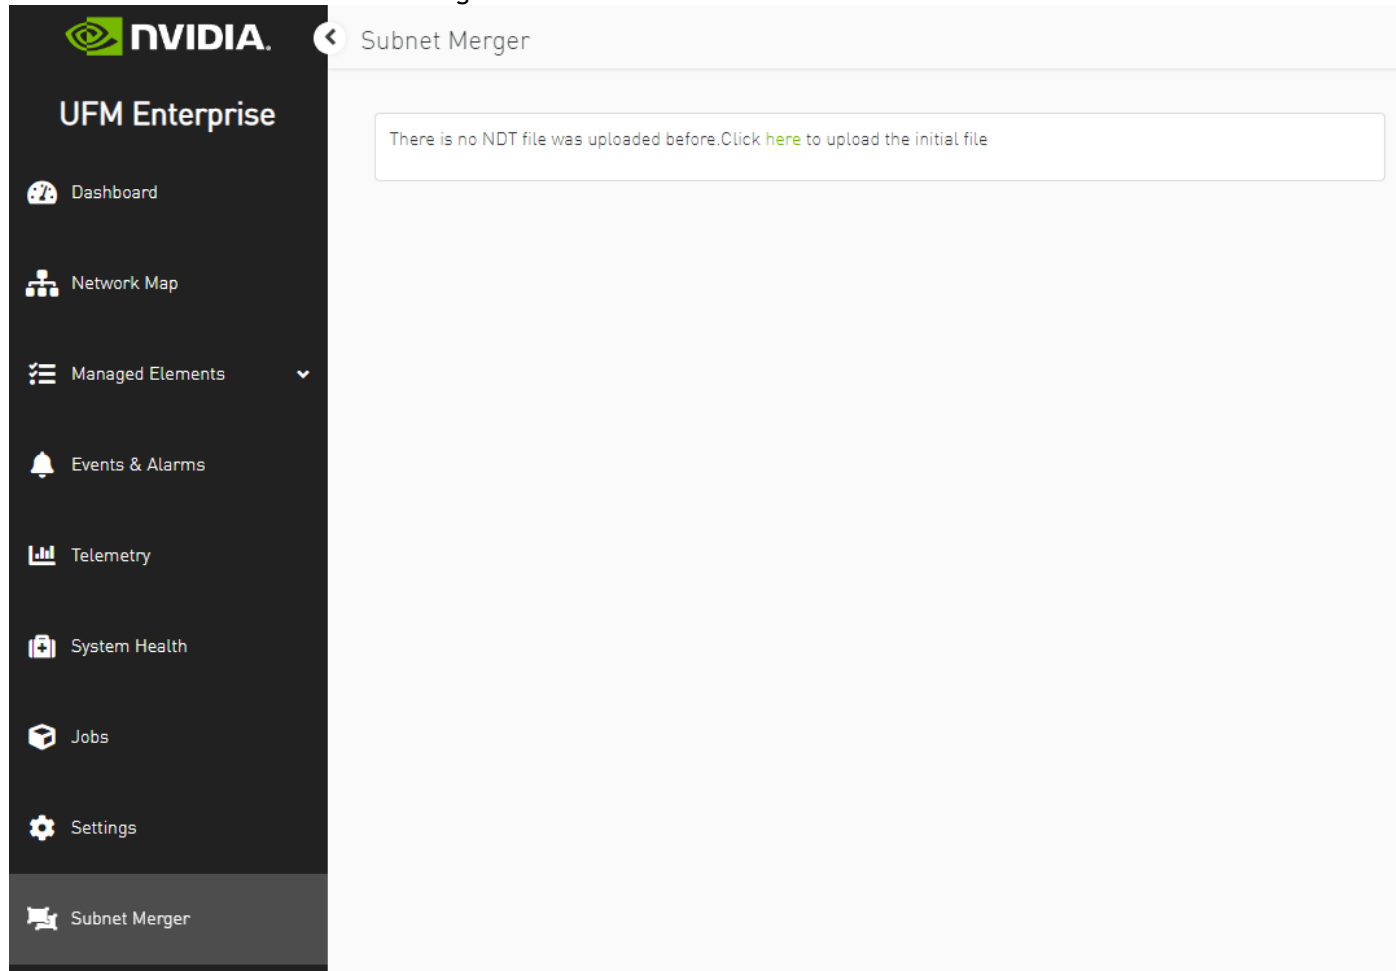 NVIDIA.
UFM Enterprise
Dashboard
Network Map
Managed Elements
Events & Alarms
Telemetry
System Health
Jobs
Settings
Subnet Merger
Subnet Merger
There is no NDT file was uploaded before.Click here to upload the initial file